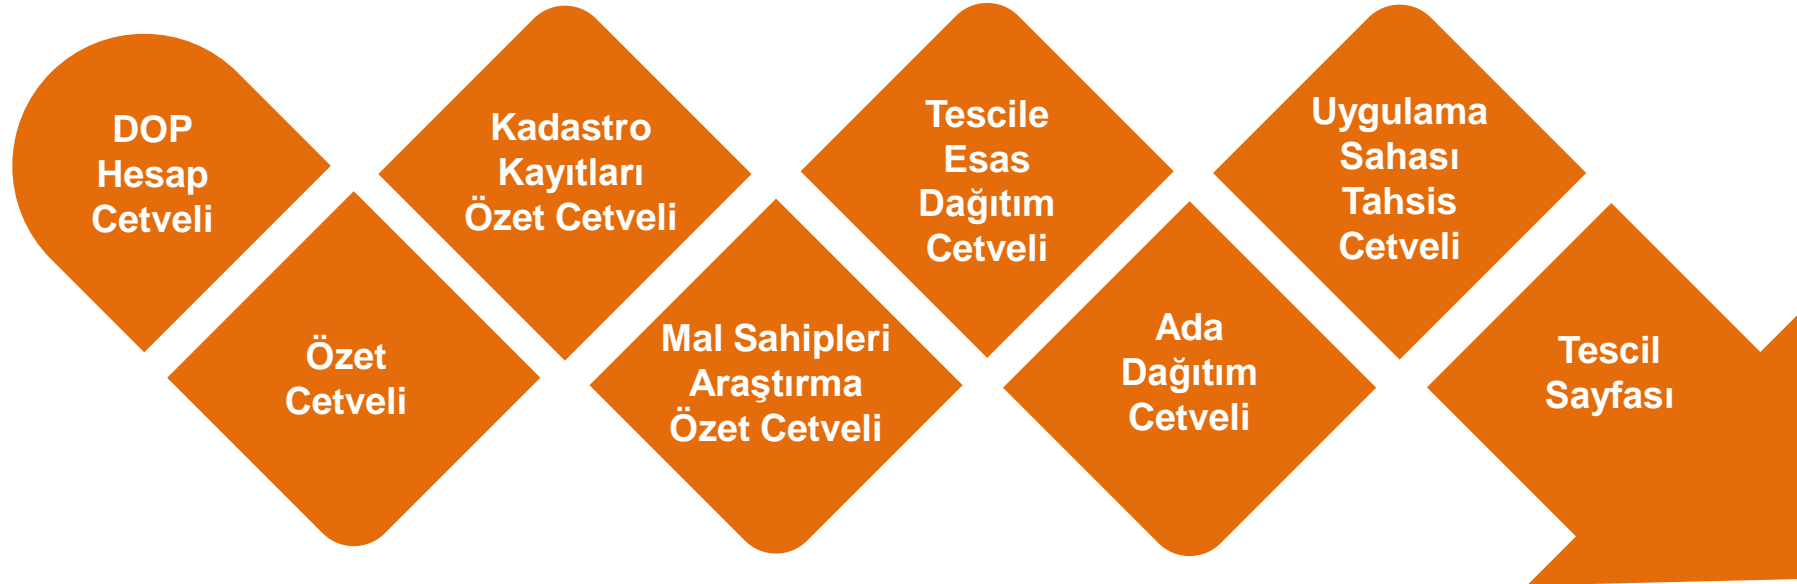 DOP
Hesap
Cetveli
Özet
Cetveli
Kadastro
Kayıtları
Özet Cetveli
Mal Sahipleri
Araştırma
Özet Cetveli
Tescile
Esas
Dağıtım
Cetveli
Ada
Dağıtım
Cetveli
Uygulama
Sahası
Tahsis
Cetveli
Tescil
Sayfası